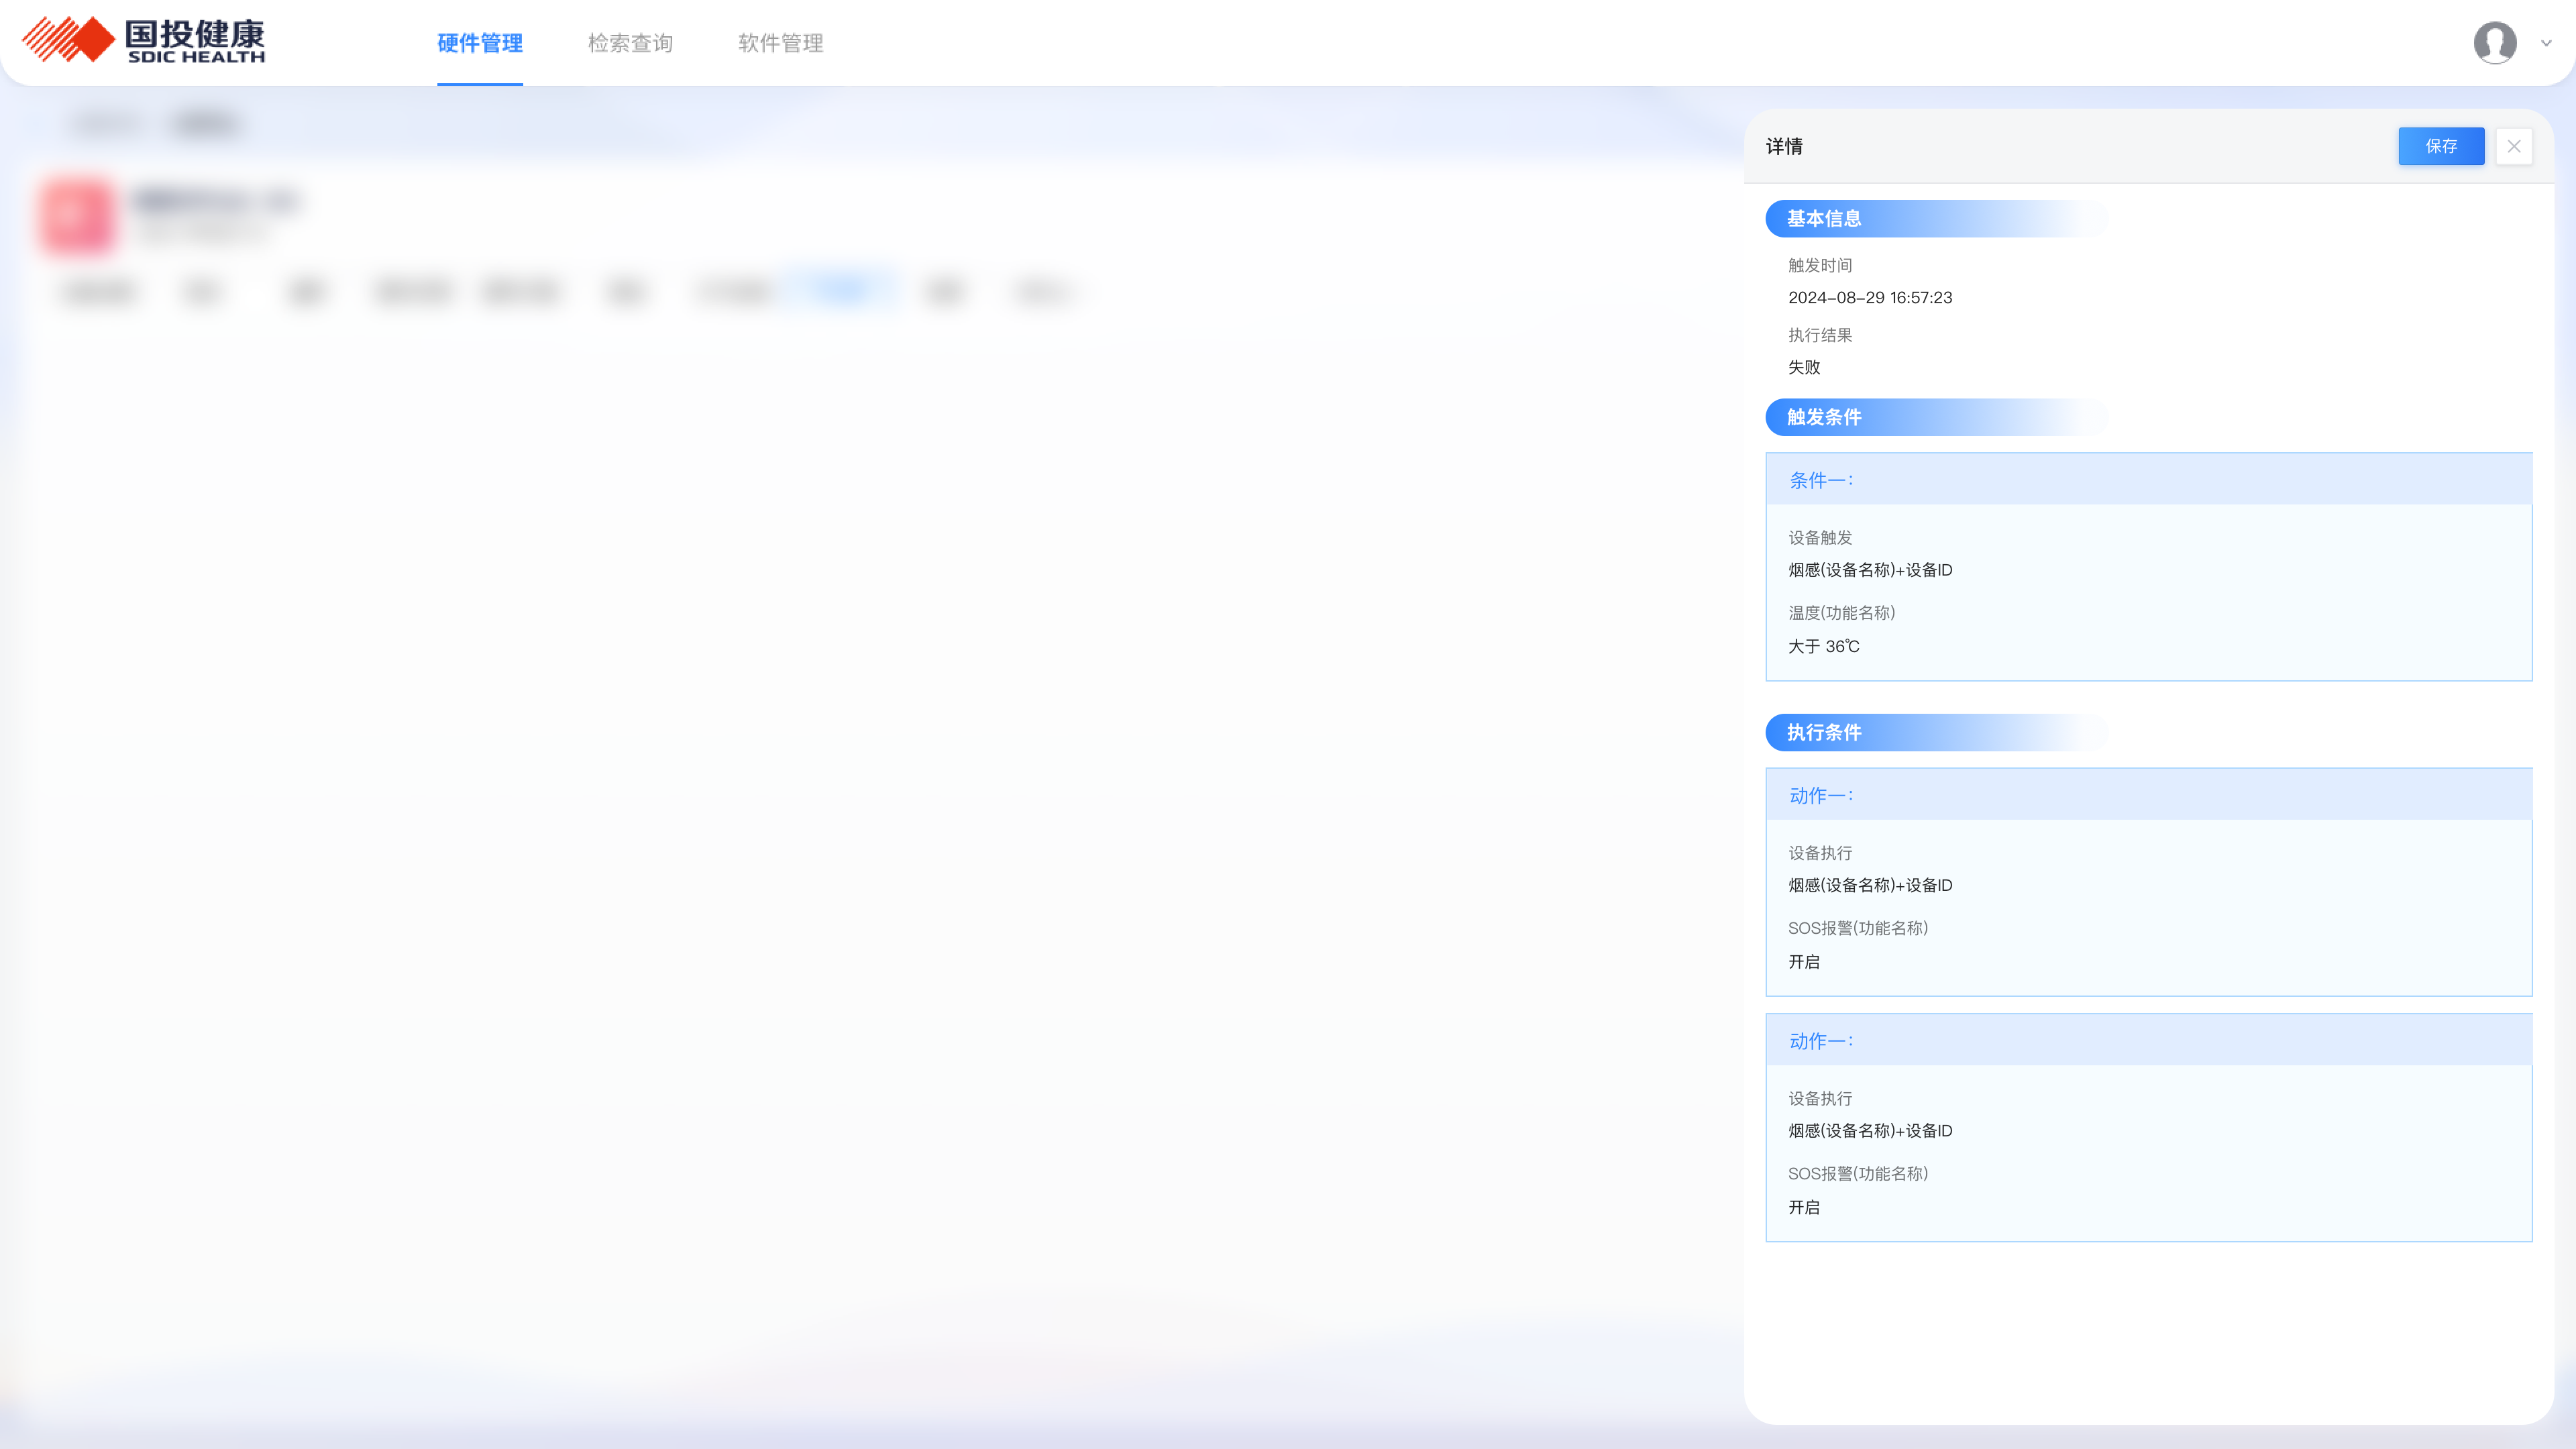 国投健康
SDIC HEALTH
硬件管理
检索查询
软件管理
详情
保存
基本信息
触发时间
2024-08-29 16:57:23
执行结果
失败
触发条件
条件一：
设备触发
烟感(设备名称)+设备ID
温度(功能名称)
大于 36℃
执行条件
动作一：
设备执行
烟感(设备名称)+设备ID
SOS报警(功能名称)
开启
动作一：
设备执行
烟感(设备名称)+设备ID
SOS报警(功能名称)
开启